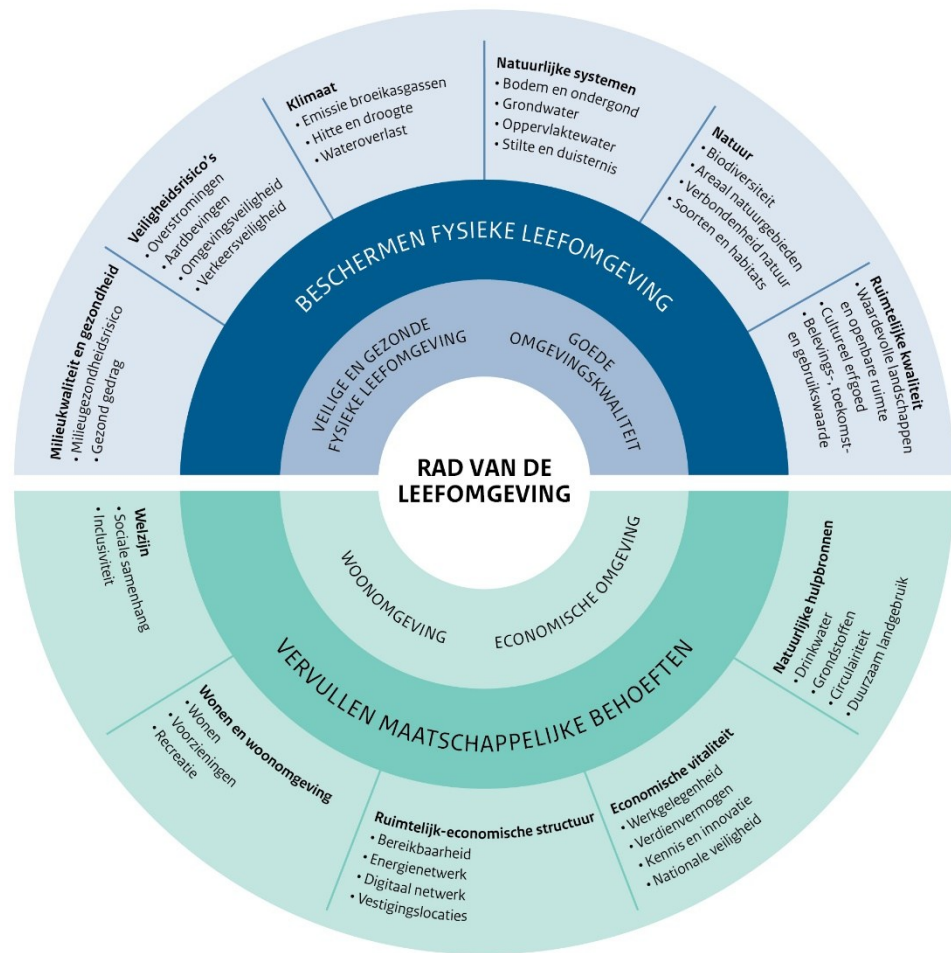 Milieukwaliteit en gezondheid
• Milieugezondheidsrisico
• Gezond gedrag
Veiligheidsrisico's
• Overstromingen
• Aardbevingen
• Omgevingsveiligheid
• Verkeersveiligheid
Klimaat
• Emissie broeikasgassen
• Hitte en droogte
• Wateroverlast
Natuurlijke systemen
• Bodem en ondergond
• Grondwater
• Oppervlaktewater
• Stilte en duisternis
Natuur
• Biodiversiteit
• Areaal natuurgebieden
• Verbondenheid natuur
• Soorten en habitats
Ruimtelijke kwaliteit
• Waardevolle landschappen
en openbare ruimte
• Cultureel erfgoed
• Belevings-, toekomst-
en gebruikswaarde
BESCHERMEN FYSIEKE LEEFOMGEVING
VEILIGE EN GEZONDE
FYSIEKE LEEFOMGEVING
GOEDE
OMGEVINGSKWALITEIT
RAD VAN DE
LEEFOMGEVING
WOONOMGEVING
ECONOMISCHE OMGEVING
VERVULLEN MAATSCHAPPELIJKE BEHOEFTEN
Welzijn
• Sociale samenhang
• Inclusiviteit
Wonen en woonomgeving
• Wonen
• Voorzieningen
• Recreatie
Ruimtelijk-economische structuur
• Bereikbaarheid
• Energienetwerk
• Digitaal netwerk
• Vestigingslocaties
Economische vitaliteit
• Werkgelegenheid
• Verdienvermogen
• Kennis en innovatie
• Nationale veiligheid
Natuurlijke hulpbronnen
• Drinkwater
• Grondstoffen
• Circulairiteit
• Duurzaam landgebruik